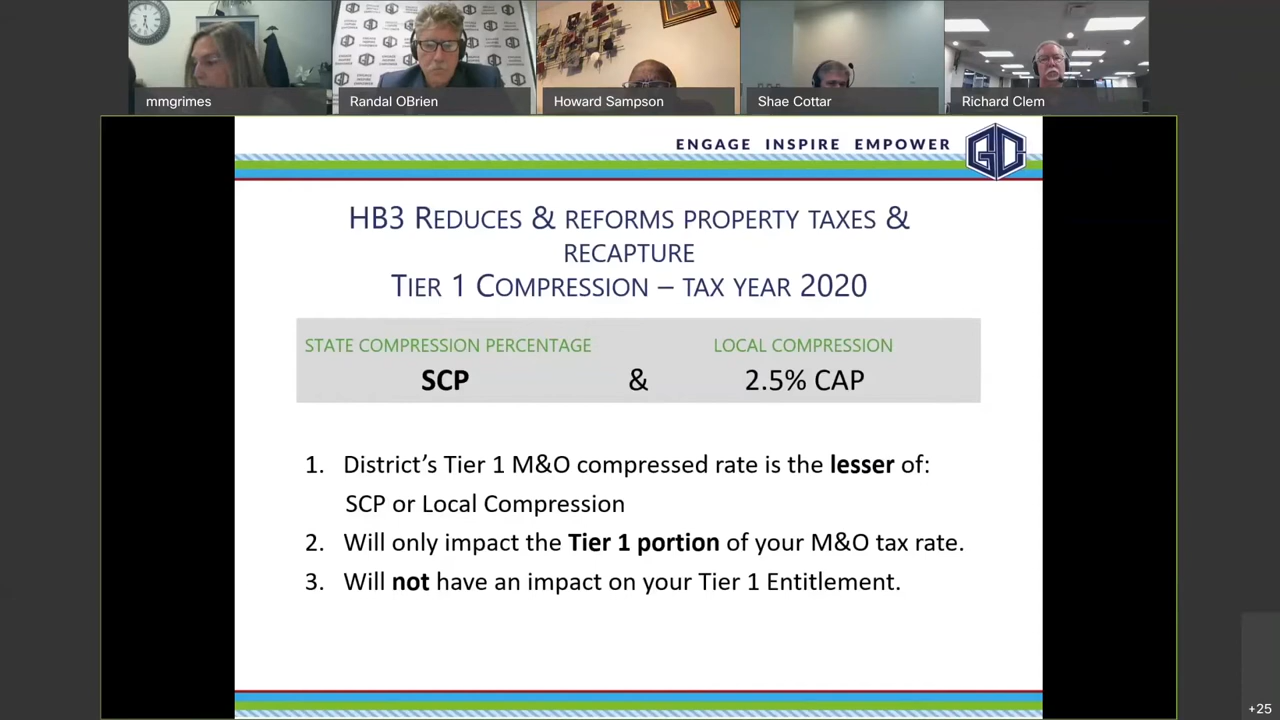 mmgrimes
Randal OBrien
Howard Sampson
Shae Cottar
Richard Clem
ENGAGE INSPIRE EMPOWER
GC
HB3 REDUCES & REFORMS PROPERTY TAXES &
RECAPTURE
TIER 1 COMPRESSION – TAX YEAR 2020
STATE COMPRESSION PERCENTAGE
LOCAL COMPRESSION
SCP & 2.5% CAP
1. District's Tier 1 M&O compressed rate is the lesser of:
SCP or Local Compression
2. Will only impact the Tier 1 portion of your M&O tax rate.
3. Will not have an impact on your Tier 1 Entitlement.
+25